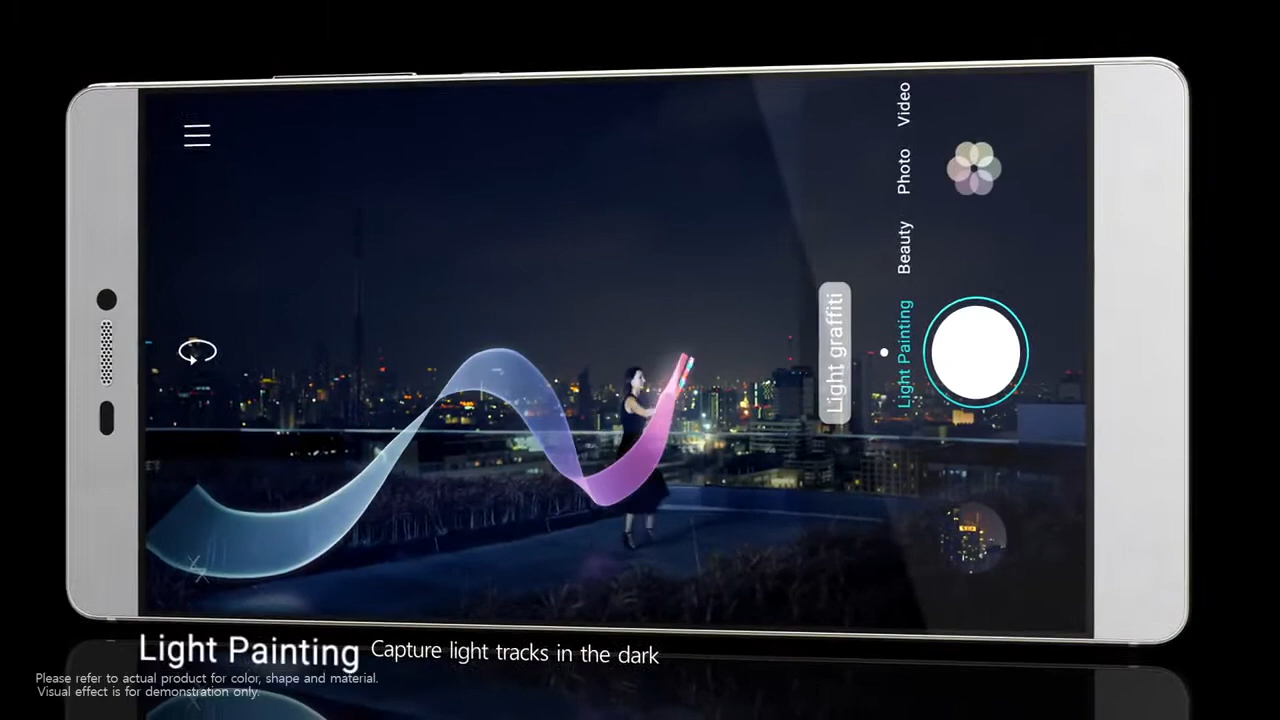 Video
Photo
Beauty
Light Painting
Light graffiti
Light Painting Capture light tracks in the dark
Please refer to actual product for color, shape and material.
Visual effect is for demonstration only.